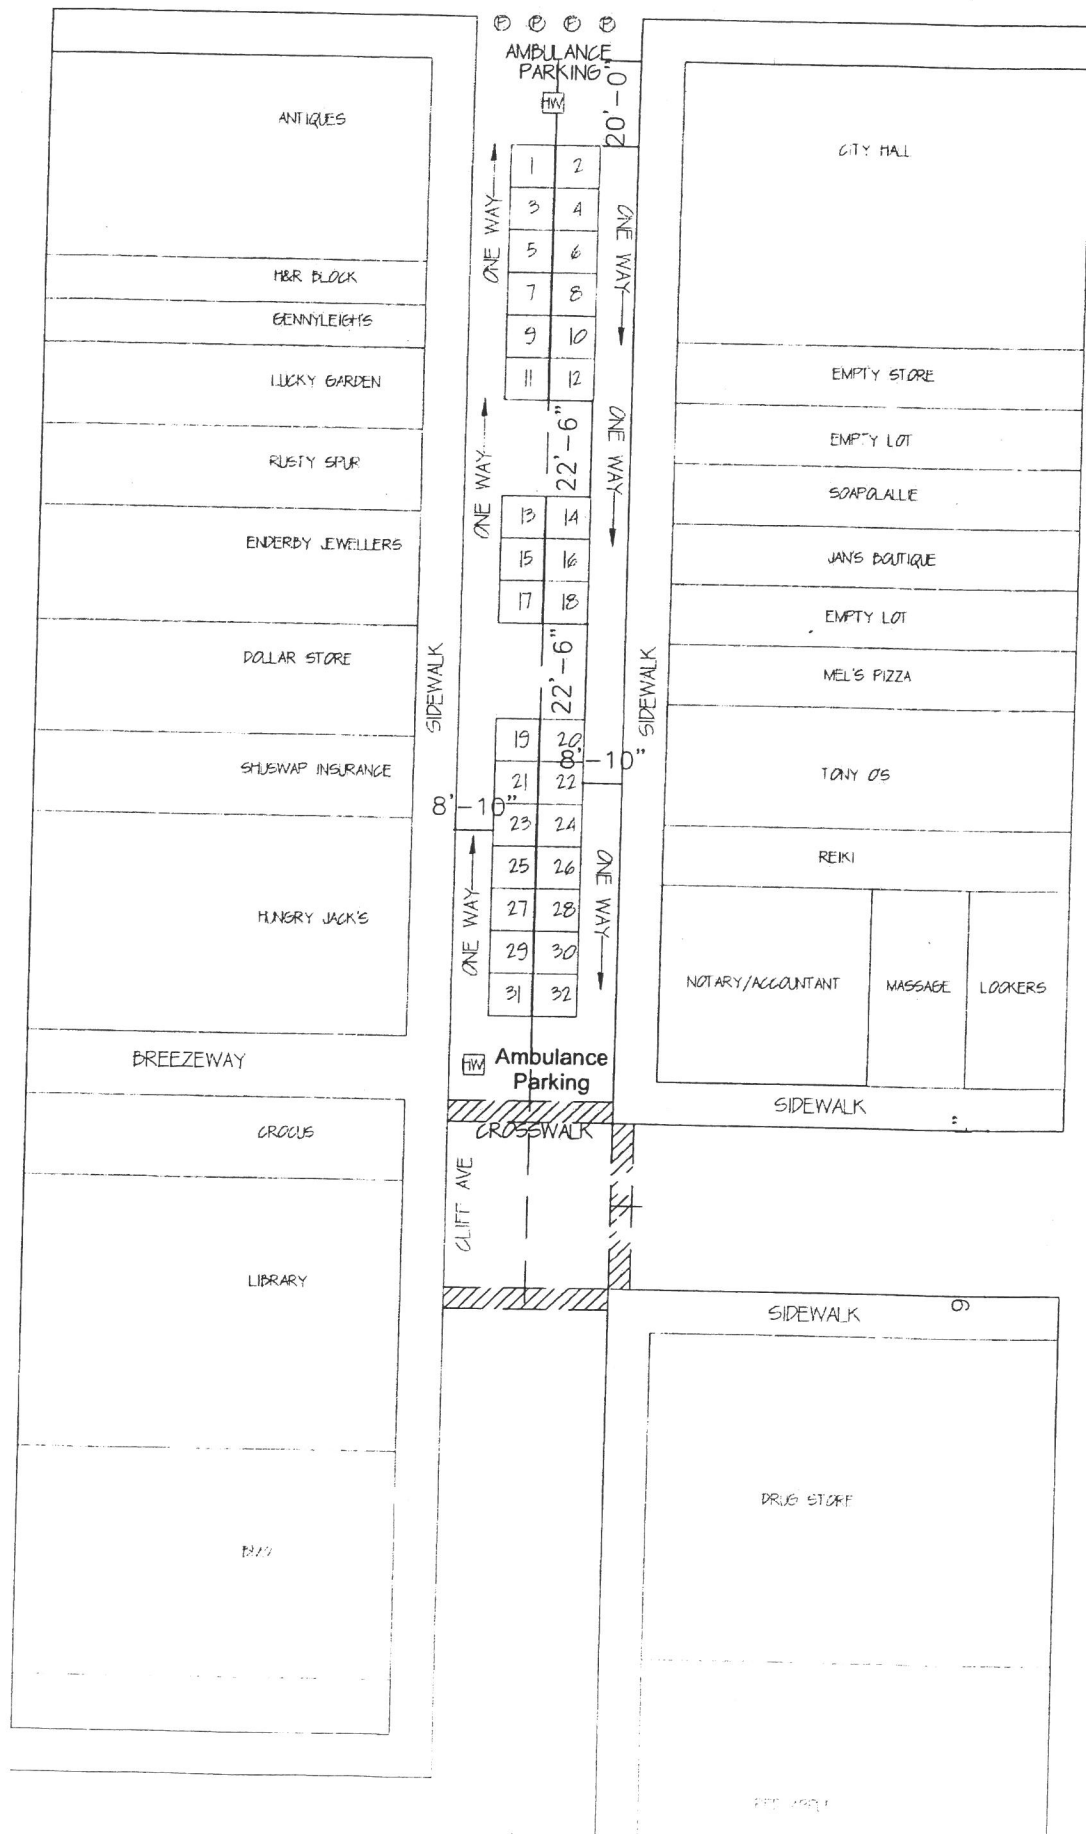 P P P P
AMBULANCE
PARKING
HW
20'-0"
ANTIQUES
H&R BLOCK
GENNYLEIGH'S
LUCKY GARDEN
RUSTY SPUR
ENDERBY JEWELLERS
DOLLAR STORE
SHUSWAP INSURANCE
HUNGRY JACK'S
BREEZEWAY
CROCUS
LIBRARY
SIDEWALK
ONE WAY
ONE WAY
ONE WAY
8'-10"
1 2
3 4
5 6
7 8
9 10
11 12
22'-6"
13 14
15 16
17 18
22'-6"
19 20
21 22
23 24
25 26
27 28
29 30
31 32
8'-10"
ONE WAY
ONE WAY
ONE WAY
SIDEWALK
HW
Ambulance
Parking
CROSSWALK
CLIFF AVE
CITY HALL
EMPTY STORE
EMPTY LOT
SOAPOLALLIE
JAN'S BOUTIQUE
EMPTY LOT
MEL'S PIZZA
TONY O'S
REIKI
NOTARY/ACCOUNTANT MASSAGE LOOKERS
SIDEWALK
SIDEWALK
DRUG STORE